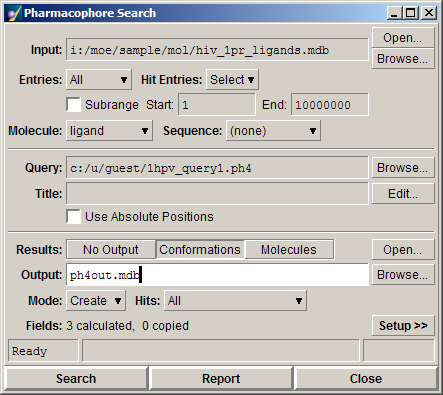 Pharmacophore Search
Input: i:/moe/sample/mol/hiv_1pr_ligands.mdb Open...
Browse...
Entries: All Hit Entries: Select
Subrange Start: 1 End: 10000000
Molecule: ligand Sequence: (none)
Query: c:/u/guest/1hpv_query1.ph4 Browse...
Title: Edit...
Use Absolute Positions
Results: No Output Conformations Molecules Open...
Output: ph4out.mdb Browse...
Mode: Create Hits: All
Fields: 3 calculated, 0 copied Setup >>
Ready
Search Report Close